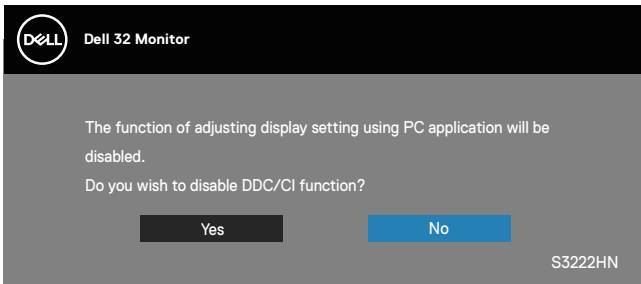 DELL
Dell 32 Monitor
The function of adjusting display setting using PC application will be
disabled.
Do you wish to disable DDC/CI function?
Yes No
S3222HN